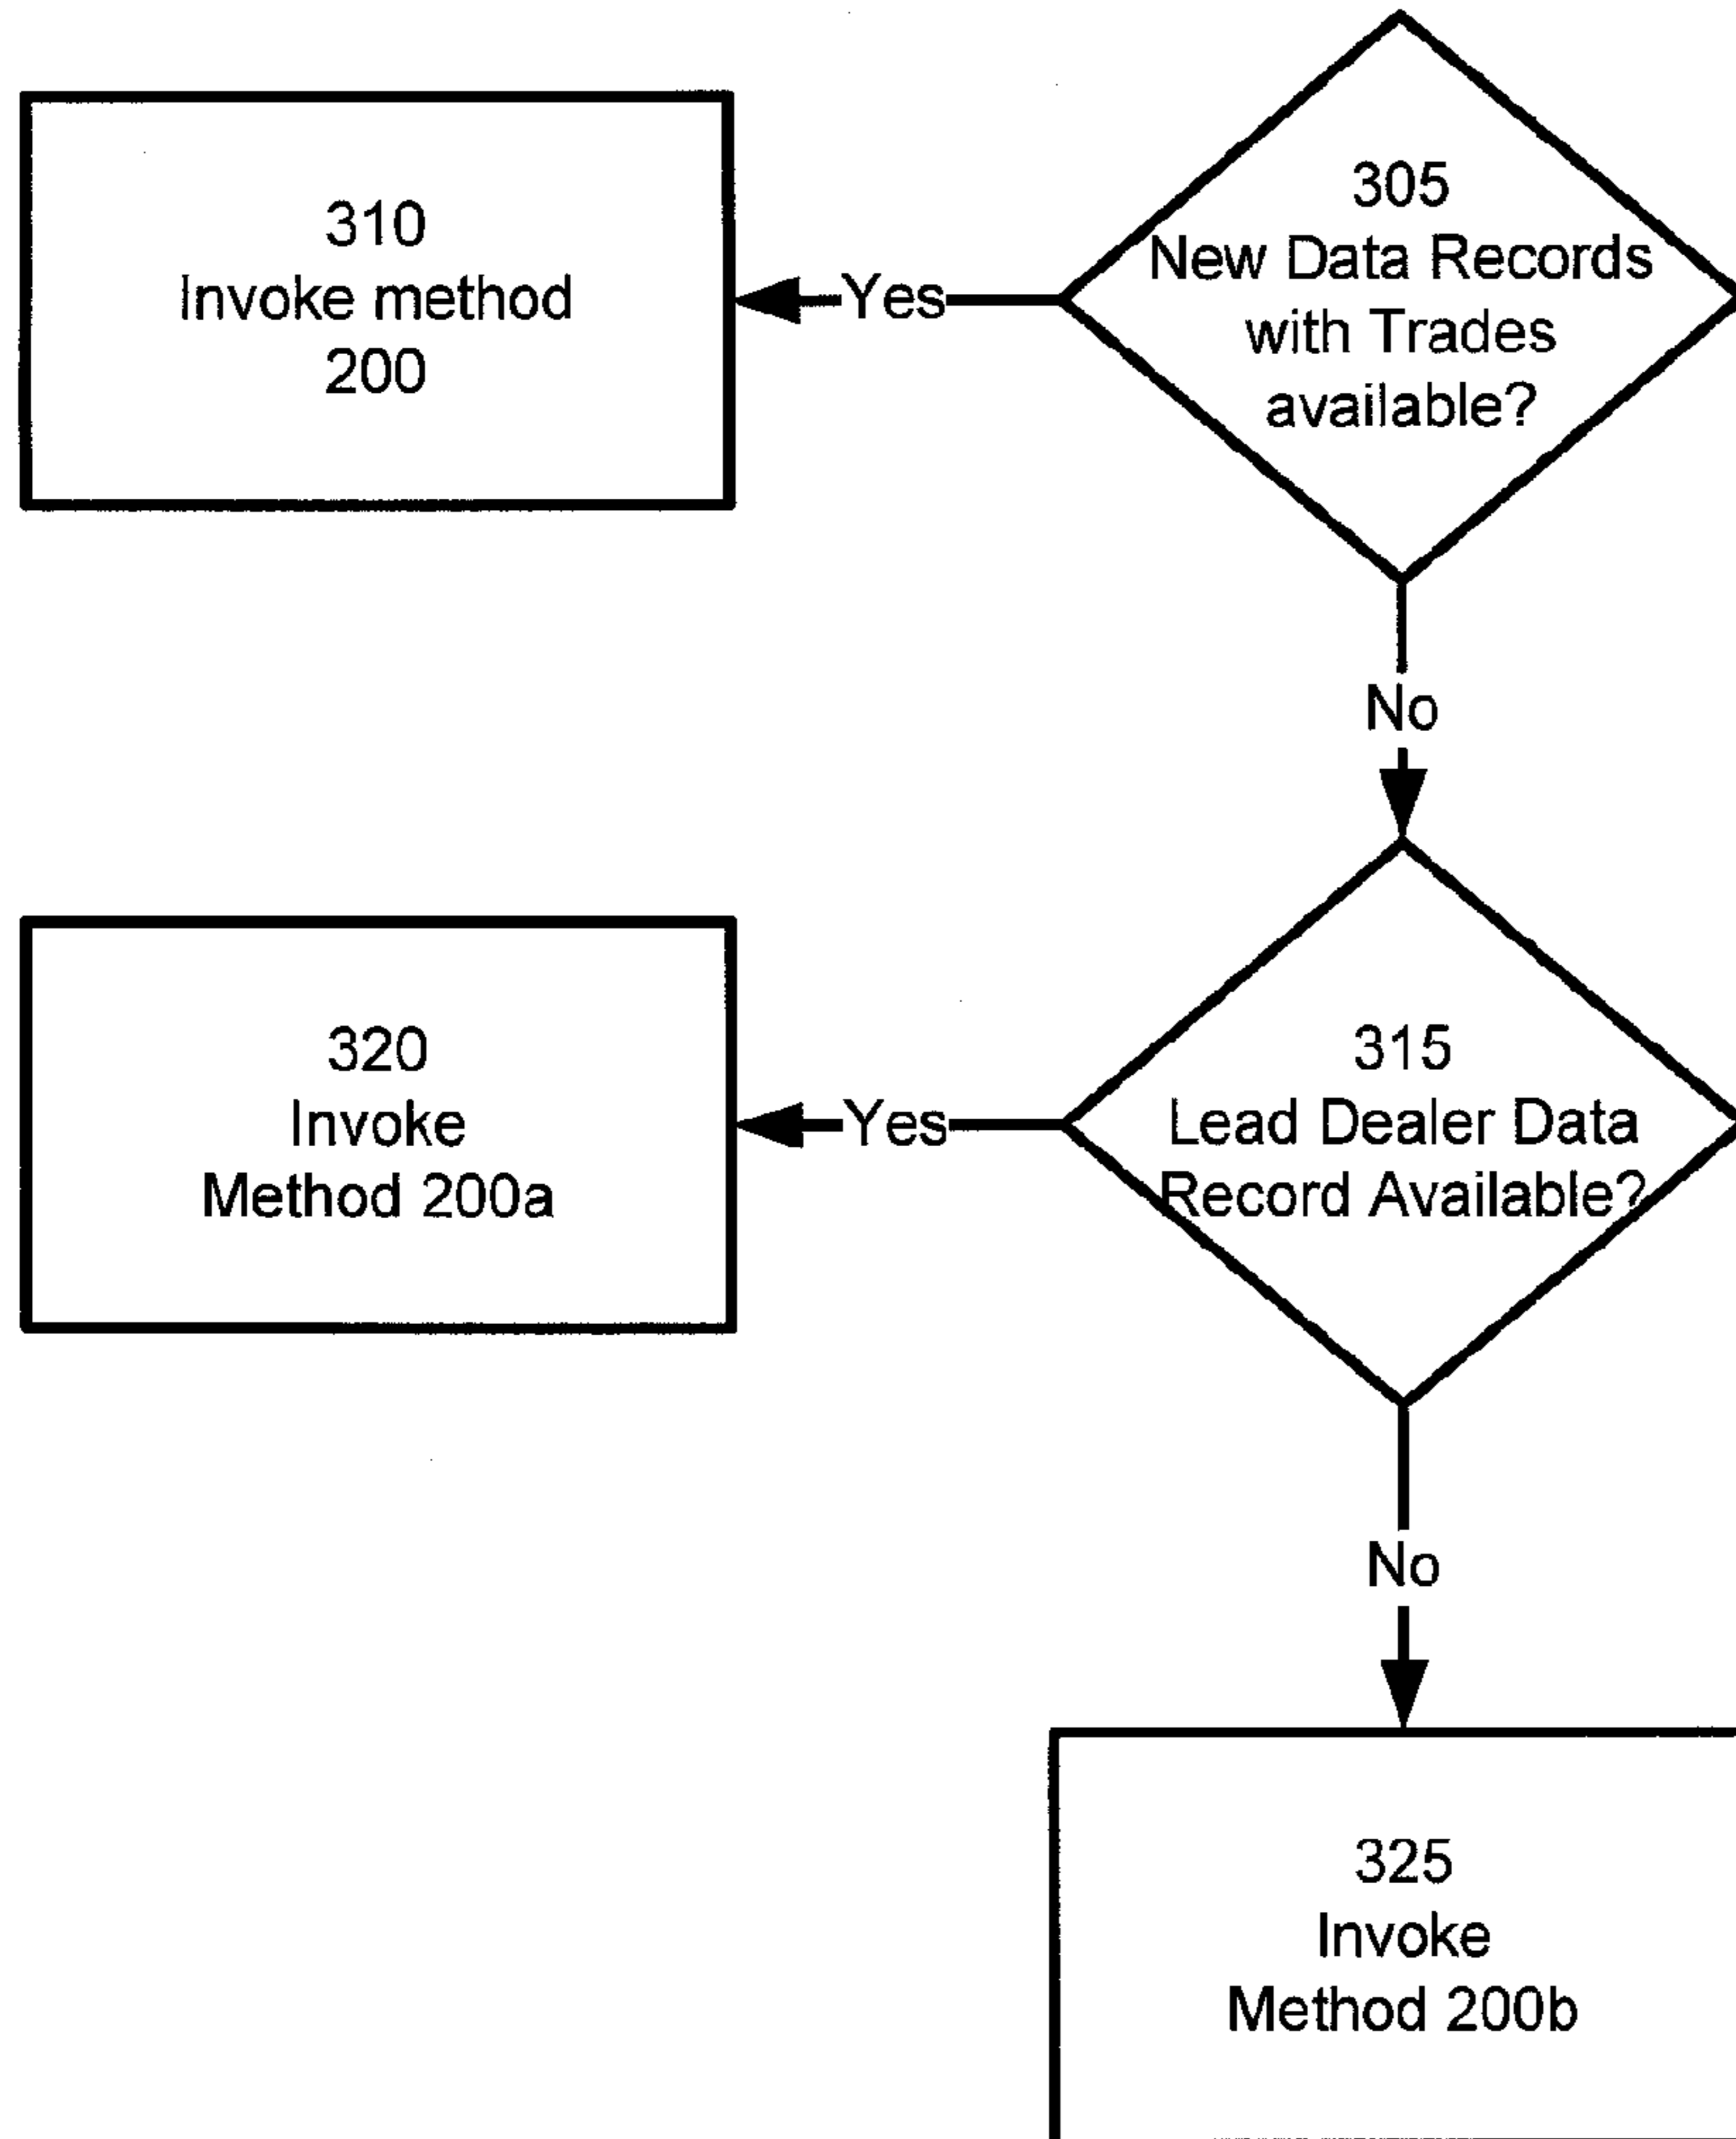 305
New Data Records
with Trades
available?
Yes
310
Invoke method
200
No
315
Lead Dealer Data
Record Available?
Yes
320
Invoke
Method 200a
No
325
Invoke
Method 200b